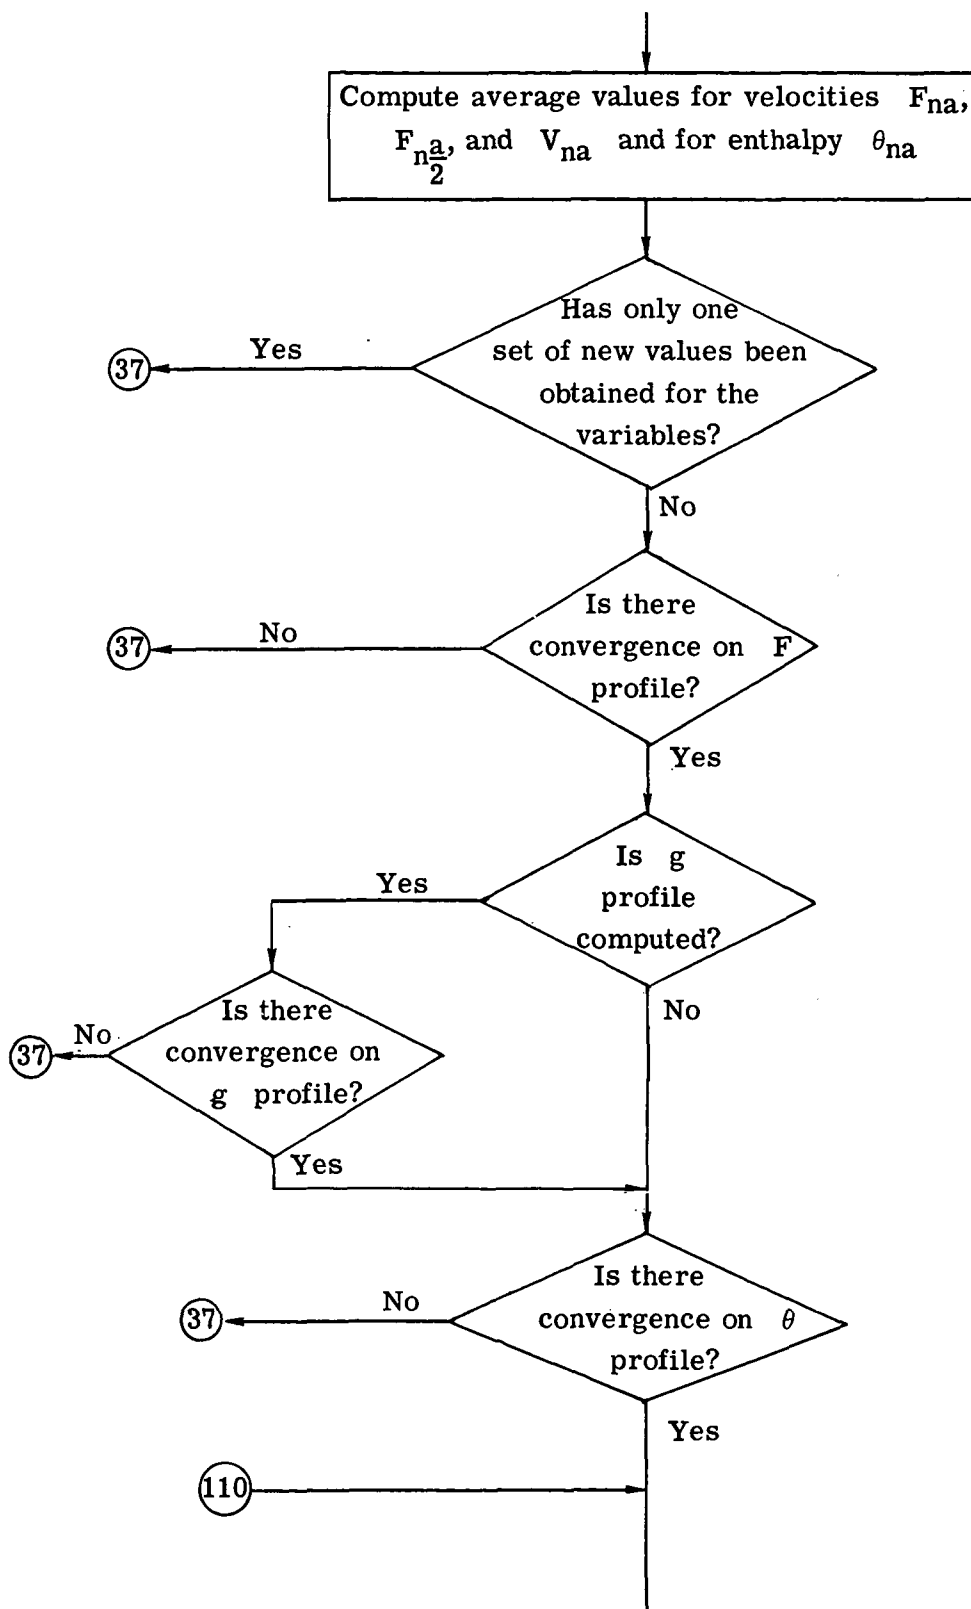 Compute average values for velocities F_na,
F_na/2, and V_na and for enthalpy θ_na
Has only one
set of new values been
obtained for the
variables?
Yes
37
No
Is there
convergence on F
profile?
No
37
Yes
Is g
profile
computed?
Yes
No
Is there
convergence on
g profile?
No
37
Yes
Is there
convergence on θ
profile?
No
37
Yes
110